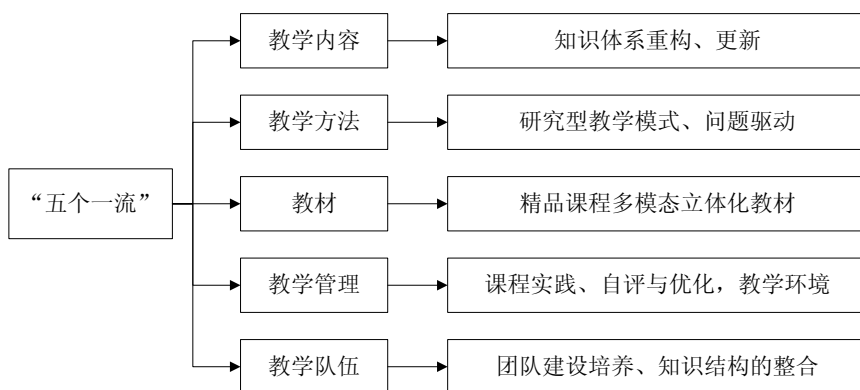 教学内容
知识体系重构、更新
教学方法
研究型教学模式、问题驱动
“五个一流”
教材
精品课程多模态立体化教材
教学管理
课程实践、自评与优化，教学环境
教学队伍
团队建设培养、知识结构的整合